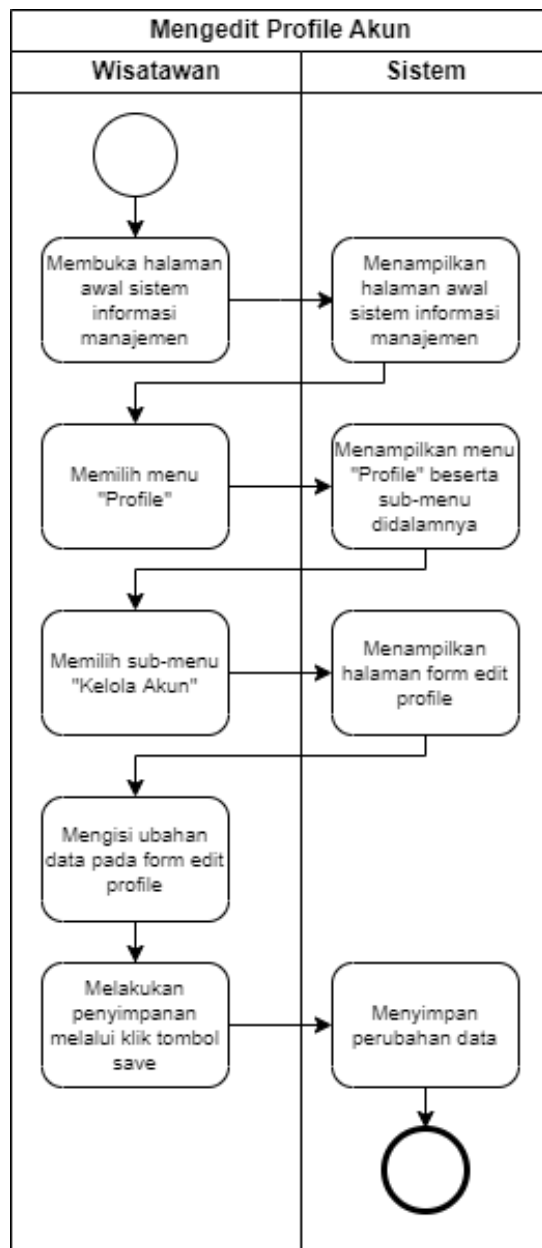 Mengedit Profile Akun
Wisatawan
Sistem
Membuka halaman
awal sistem
informasi
manajemen
Menampilkan
halaman awal
sistem informasi
manajemen
Memilih menu
"Profile"
Menampilkan menu
"Profile" beserta
sub-menu
didalamnya
Memilih sub-menu
"Kelola Akun"
Menampilkan
halaman form edit
profile
Mengisi ubahan
data pada form edit
profile
Melakukan
penyimpanan
melalui klik tombol
save
Menyimpan
perubahan data